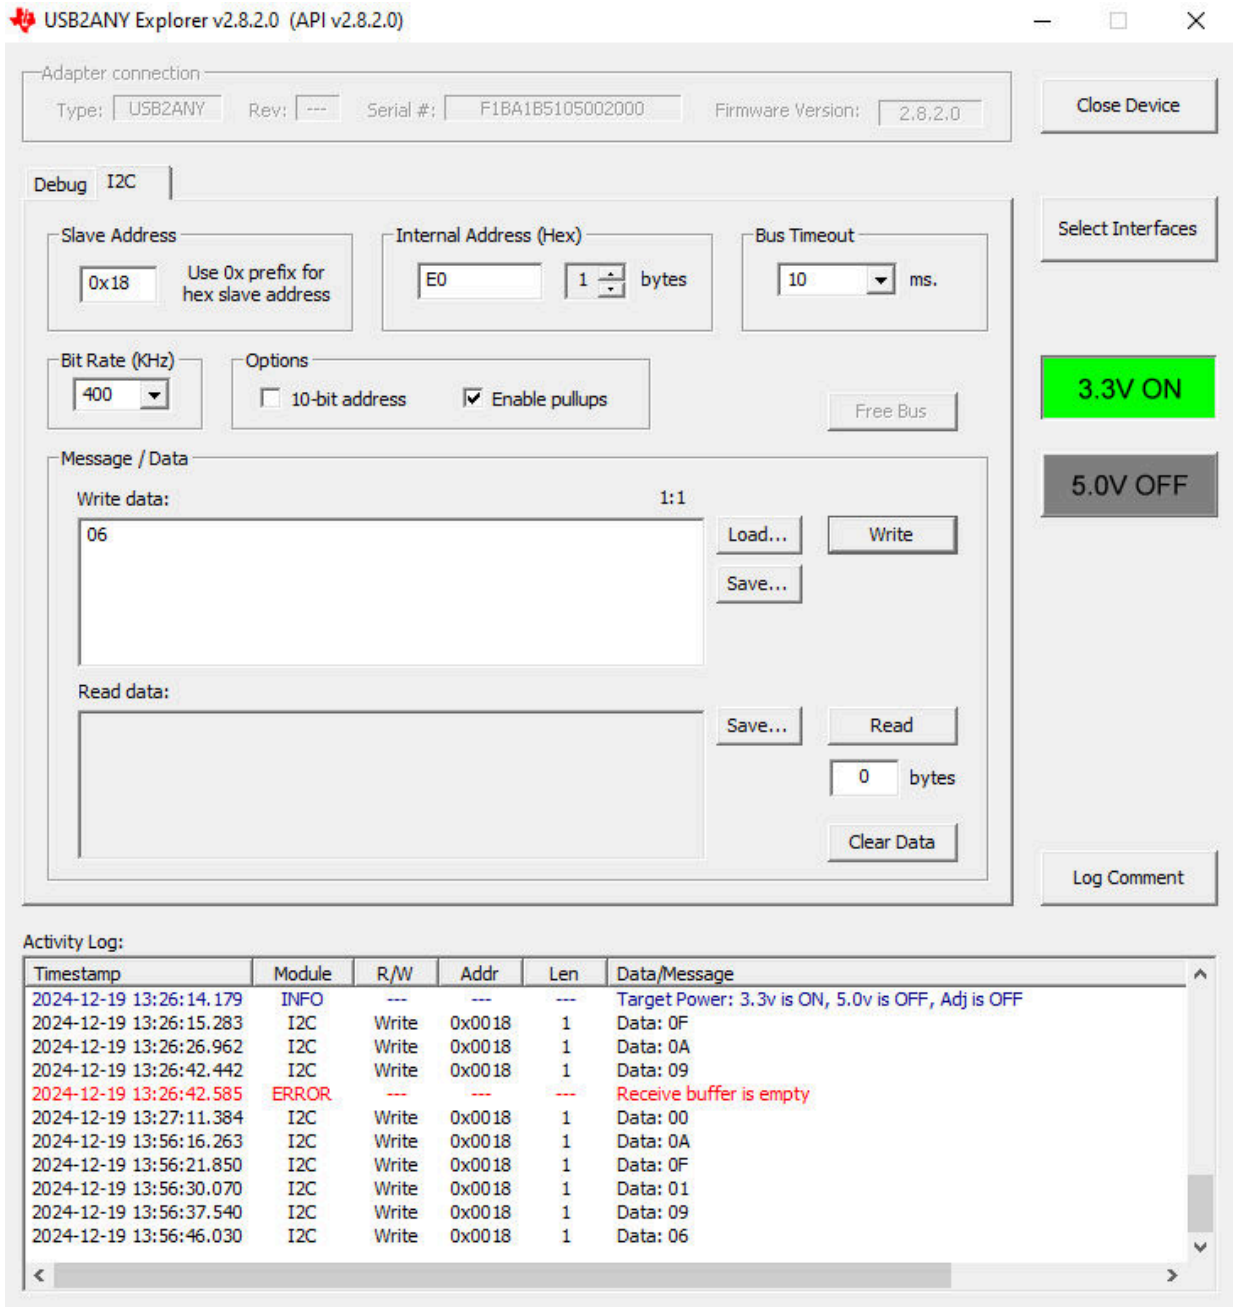 USB2ANY Explorer v2.8.2.0 (API v2.8.2.0)
Adapter connection
Type: USB2ANY Rev: --- Serial #: F1BA1B5105002000 Firmware Version: 2.8.2.0
Close Device
Debug I2C
Select Interfaces
Slave Address
0x18
Use 0x prefix for
hex slave address
Internal Address (Hex)
E0 1 bytes
Bus Timeout
10 ms.
Bit Rate (KHz)
400
Options
10-bit address Enable pullups
Free Bus
3.3V ON
5.0V OFF
Message / Data
Write data: 1:1
06
Load... Write
Save...
Read data:
Save... Read
0 bytes
Clear Data
Log Comment
Activity Log:
Timestamp Module R/W Addr Len Data/Message
2024-12-19 13:26:14.179 INFO --- --- --- Target Power: 3.3v is ON, 5.0v is OFF, Adj is OFF
2024-12-19 13:26:15.283 I2C Write 0x0018 1 Data: 0F
2024-12-19 13:26:26.962 I2C Write 0x0018 1 Data: 0A
2024-12-19 13:26:42.442 I2C Write 0x0018 1 Data: 09
2024-12-19 13:26:42.585 ERROR --- --- --- Receive buffer is empty
2024-12-19 13:27:11.384 I2C Write 0x0018 1 Data: 00
2024-12-19 13:56:16.263 I2C Write 0x0018 1 Data: 0A
2024-12-19 13:56:21.850 I2C Write 0x0018 1 Data: 0F
2024-12-19 13:56:30.070 I2C Write 0x0018 1 Data: 01
2024-12-19 13:56:37.540 I2C Write 0x0018 1 Data: 09
2024-12-19 13:56:46.030 I2C Write 0x0018 1 Data: 06